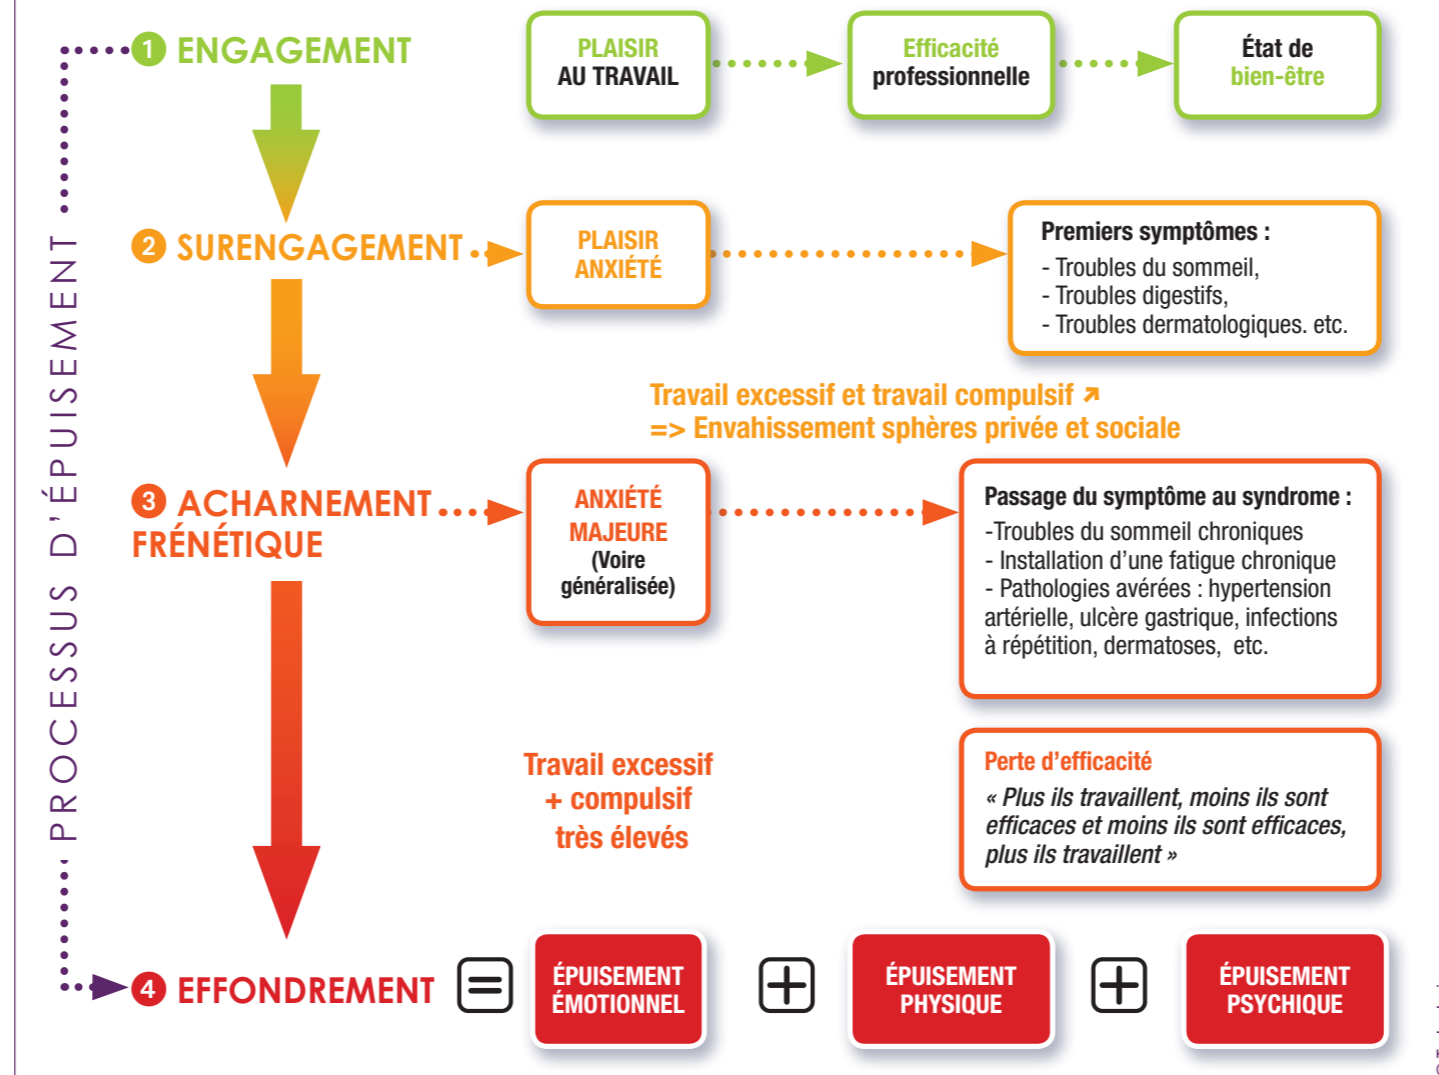 PROCESSUS D'ÉPUISEMENT
1 ENGAGEMENT
PLAISIR
AU TRAVAIL
Efficacité
professionnelle
État de
bien-être
2 SURENGAGEMENT
PLAISIR
ANXIÉTÉ
Premiers symptômes :
- Troubles du sommeil,
- Troubles digestifs,
- Troubles dermatologiques. etc.
Travail excessif et travail compulsif ↗
=> Envahissement sphères privée et sociale
3 ACHARNEMENT
FRÉNÉTIQUE
ANXIÉTÉ
MAJEURE
(Voire
généralisée)
Passage du symptôme au syndrome :
-Troubles du sommeil chroniques
- Installation d'une fatigue chronique
- Pathologies avérées : hypertension
artérielle, ulcère gastrique, infections
à répétition, dermatoses, etc.
Travail excessif
+ compulsif
très élevés
Perte d'efficacité
« Plus ils travaillent, moins ils sont
efficaces et moins ils sont efficaces,
plus ils travaillent »
4 EFFONDREMENT
=
ÉPUISEMENT
ÉMOTIONNEL
+
ÉPUISEMENT
PHYSIQUE
+
ÉPUISEMENT
PSYCHIQUE